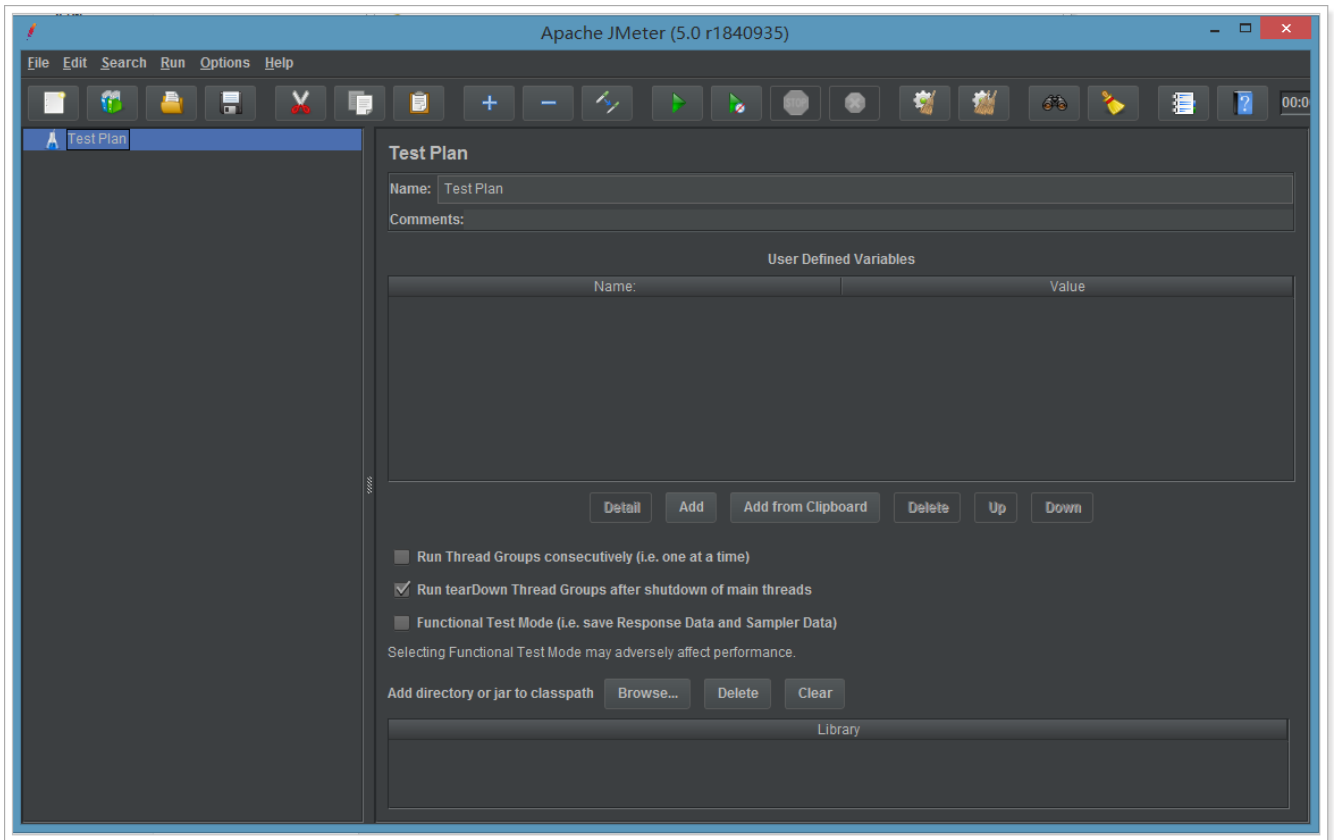 Apache JMeter (5.0 r1840935)
File Edit Search Run Options Help
STOP
?
00:0
Test Plan
Test Plan
Name: Test Plan
Comments:
User Defined Variables
Name: Value
Detail Add Add from Clipboard Delete Up Down
Run Thread Groups consecutively (i.e. one at a time)
Run tearDown Thread Groups after shutdown of main threads
Functional Test Mode (i.e. save Response Data and Sampler Data)
Selecting Functional Test Mode may adversely affect performance.
Add directory or jar to classpath Browse... Delete Clear
Library